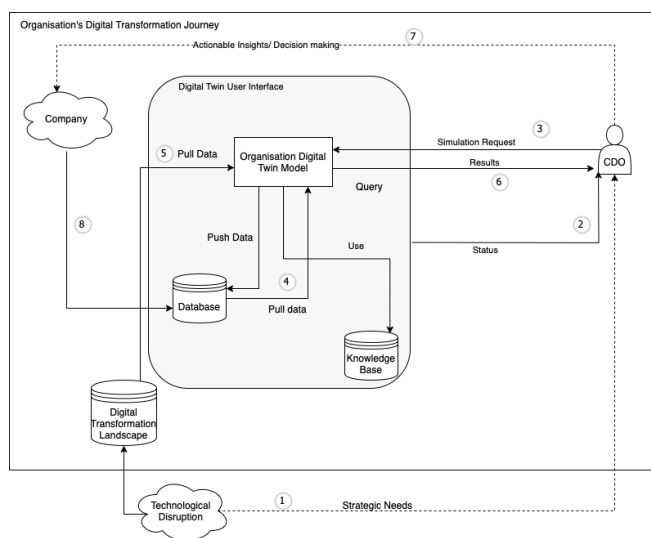 Organisation's Digital Transformation Journey
7
Actionable Insights/ Decision making
Digital Twin User Interface
Company
5
Pull Data
Organisation Digital
Twin Model
3
Simulation Request
Results
CDO
6
Query
2
8
Push Data
Use
Status
4
Database
Pull data
Knowledge
Base
Digital
Transformation
Landscape
1
Technological
Disruption
Strategic Needs